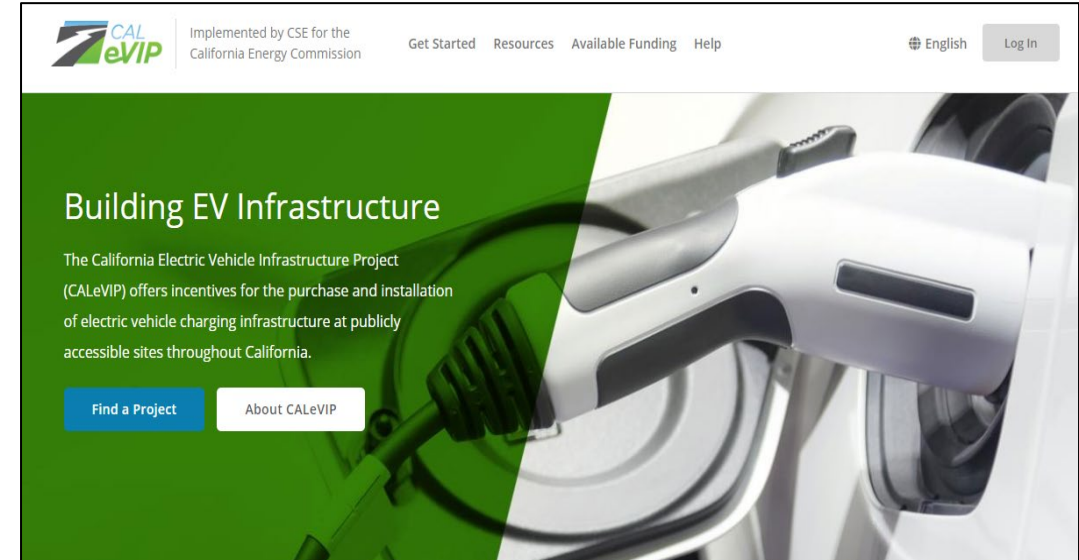 CAL
eVIP
Implemented by CSE for the
California Energy Commission
Get Started Resources Available Funding Help
English
Log In
Building EV Infrastructure
The California Electric Vehicle Infrastructure Project
(CALeVIP) offers incentives for the purchase and installation
of electric vehicle charging infrastructure at publicly
accessible sites throughout California.
Find a Project
About CALeVIP